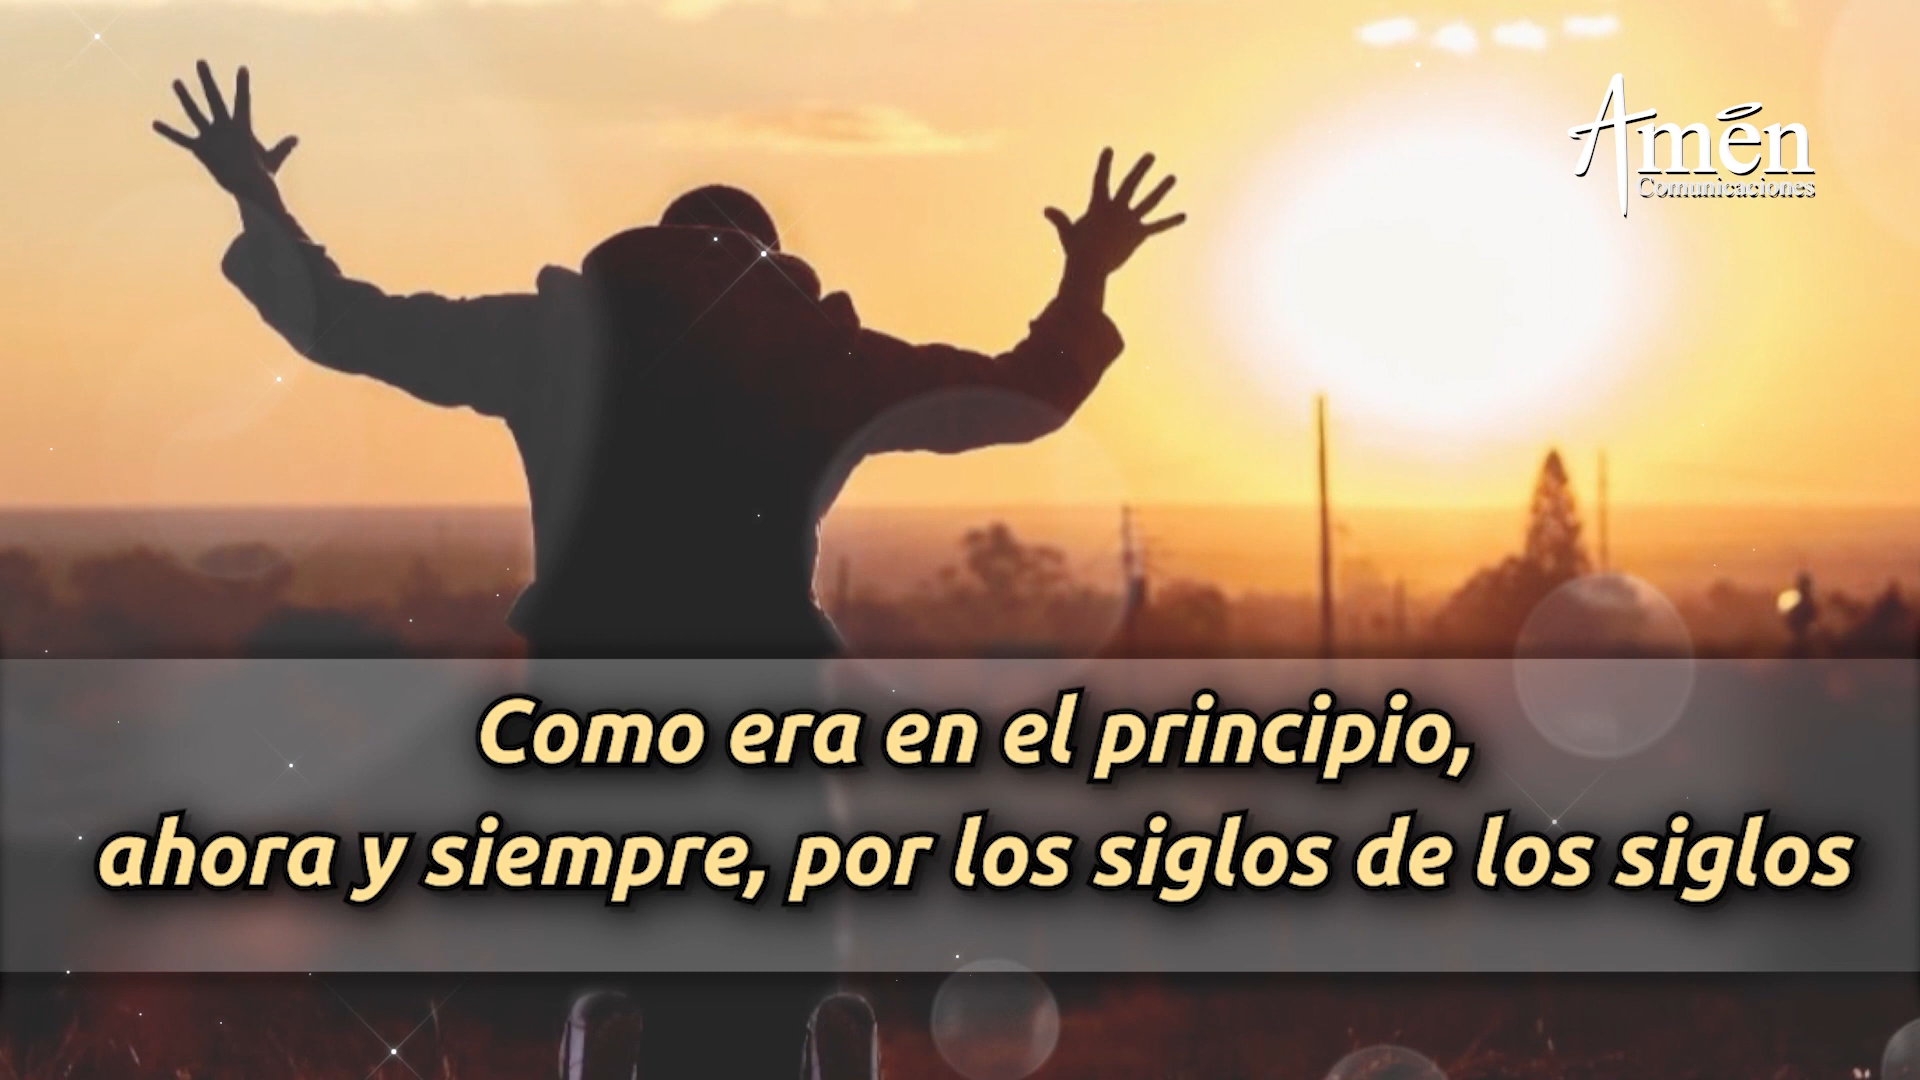 Amén
Comunicaciones
Como era en el principio,
ahora y siempre, por los siglos de los siglos